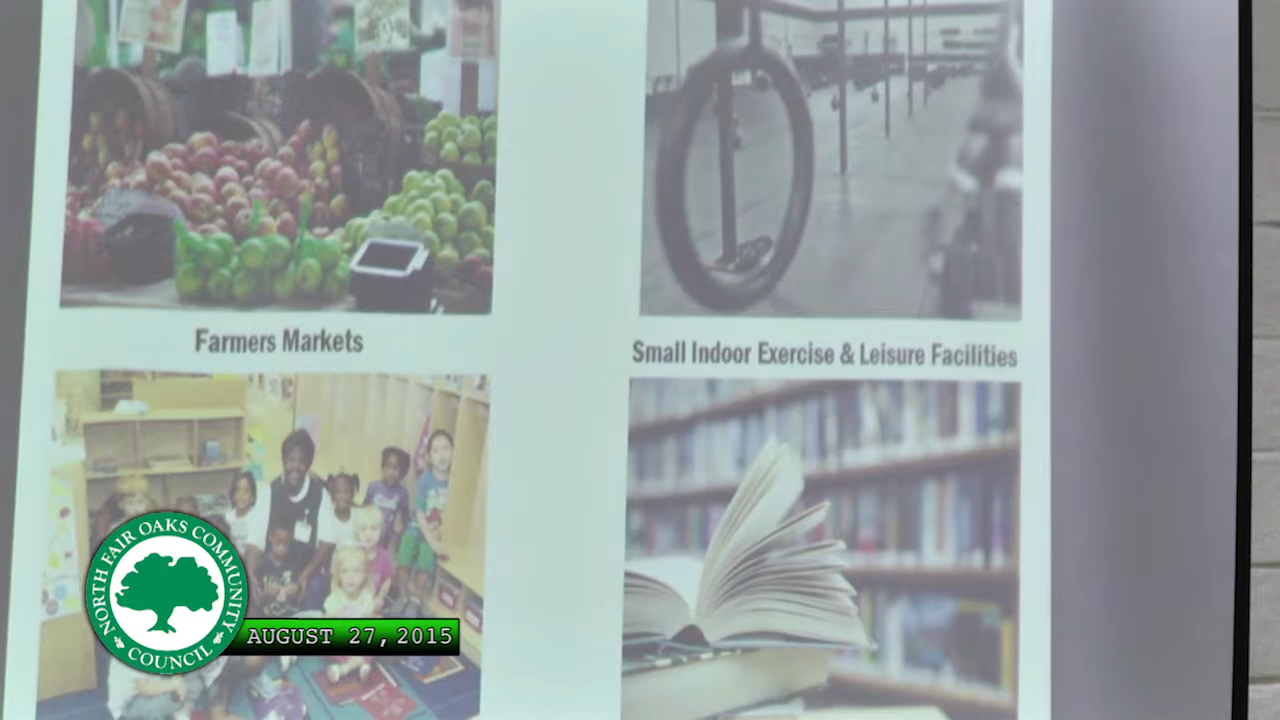 Farmers Markets
Small Indoor Exercise & Leisure Facilities
NORTH FAIR OAKS COMMUNITY
COUNCIL
AUGUST 27, 2015